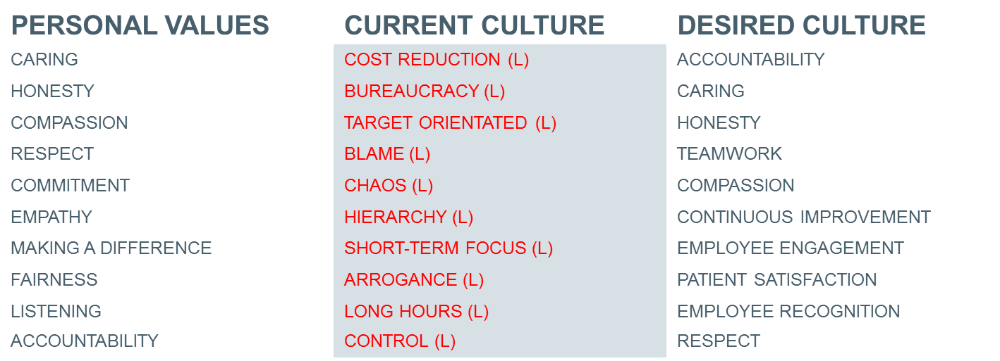 PERSONAL VALUES CURRENT CULTURE DESIRED CULTURE
CARING COST REDUCTION (L) ACCOUNTABILITY
HONESTY BUREAUCRACY (L) CARING
COMPASSION TARGET ORIENTATED (L) HONESTY
RESPECT BLAME (L) TEAMWORK
COMMITMENT CHAOS (L) COMPASSION
EMPATHY HIERARCHY (L) CONTINUOUS IMPROVEMENT
MAKING A DIFFERENCE SHORT-TERM FOCUS (L) EMPLOYEE ENGAGEMENT
FAIRNESS ARROGANCE (L) PATIENT SATISFACTION
LISTENING LONG HOURS (L) EMPLOYEE RECOGNITION
ACCOUNTABILITY CONTROL (L) RESPECT